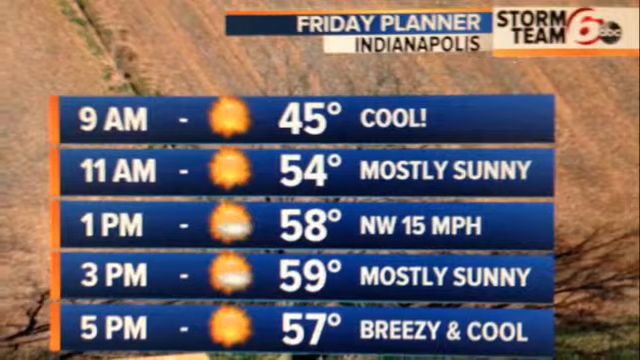 FRIDAY PLANNER
INDIANAPOLIS
STORM
TEAM 6 abc
9 AM - 45° COOL!
11 AM - 54° MOSTLY SUNNY
1 PM - 58° NW 15 MPH
3 PM - 59° MOSTLY SUNNY
5 PM - 57° BREEZY & COOL